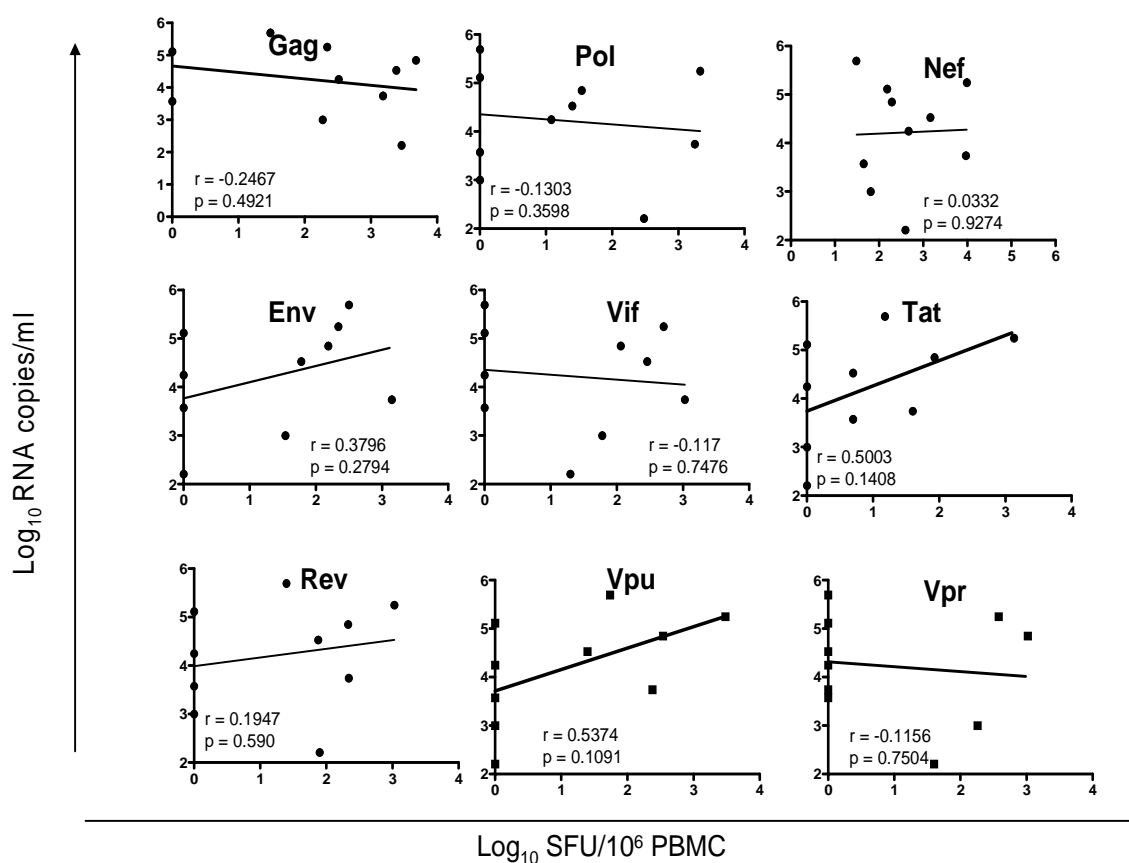 Gag
6
5
4
3
2
1
0
0 1 2 3 4
r = -0.2467
p = 0.4921
Pol
6
5
4
3
2
0 1 2 3 4
r = -0.1303
p = 0.3598
Nef
6
5
4
3
2
0 1 2 3 4 5 6
r = 0.0332
p = 0.9274
Env
6
5
4
3
2
0 1 2 3 4
r = 0.3796
p = 0.2794
Vif
6
5
4
3
2
0 1 2 3 4
r = -0.117
p = 0.7476
Tat
6
5
4
3
2
0 1 2 3 4
r = 0.5003
p = 0.1408
Rev
6
5
4
3
2
0 1 2 3 4
r = 0.1947
p = 0.590
Vpu
6
5
4
3
2
0 1 2 3 4
r = 0.5374
p = 0.1091
Vpr
6
5
4
3
2
0 1 2 3 4
r = -0.1156
p = 0.7504
Log₁₀ RNA copies/ml
Log₁₀ SFU/10⁶ PBMC